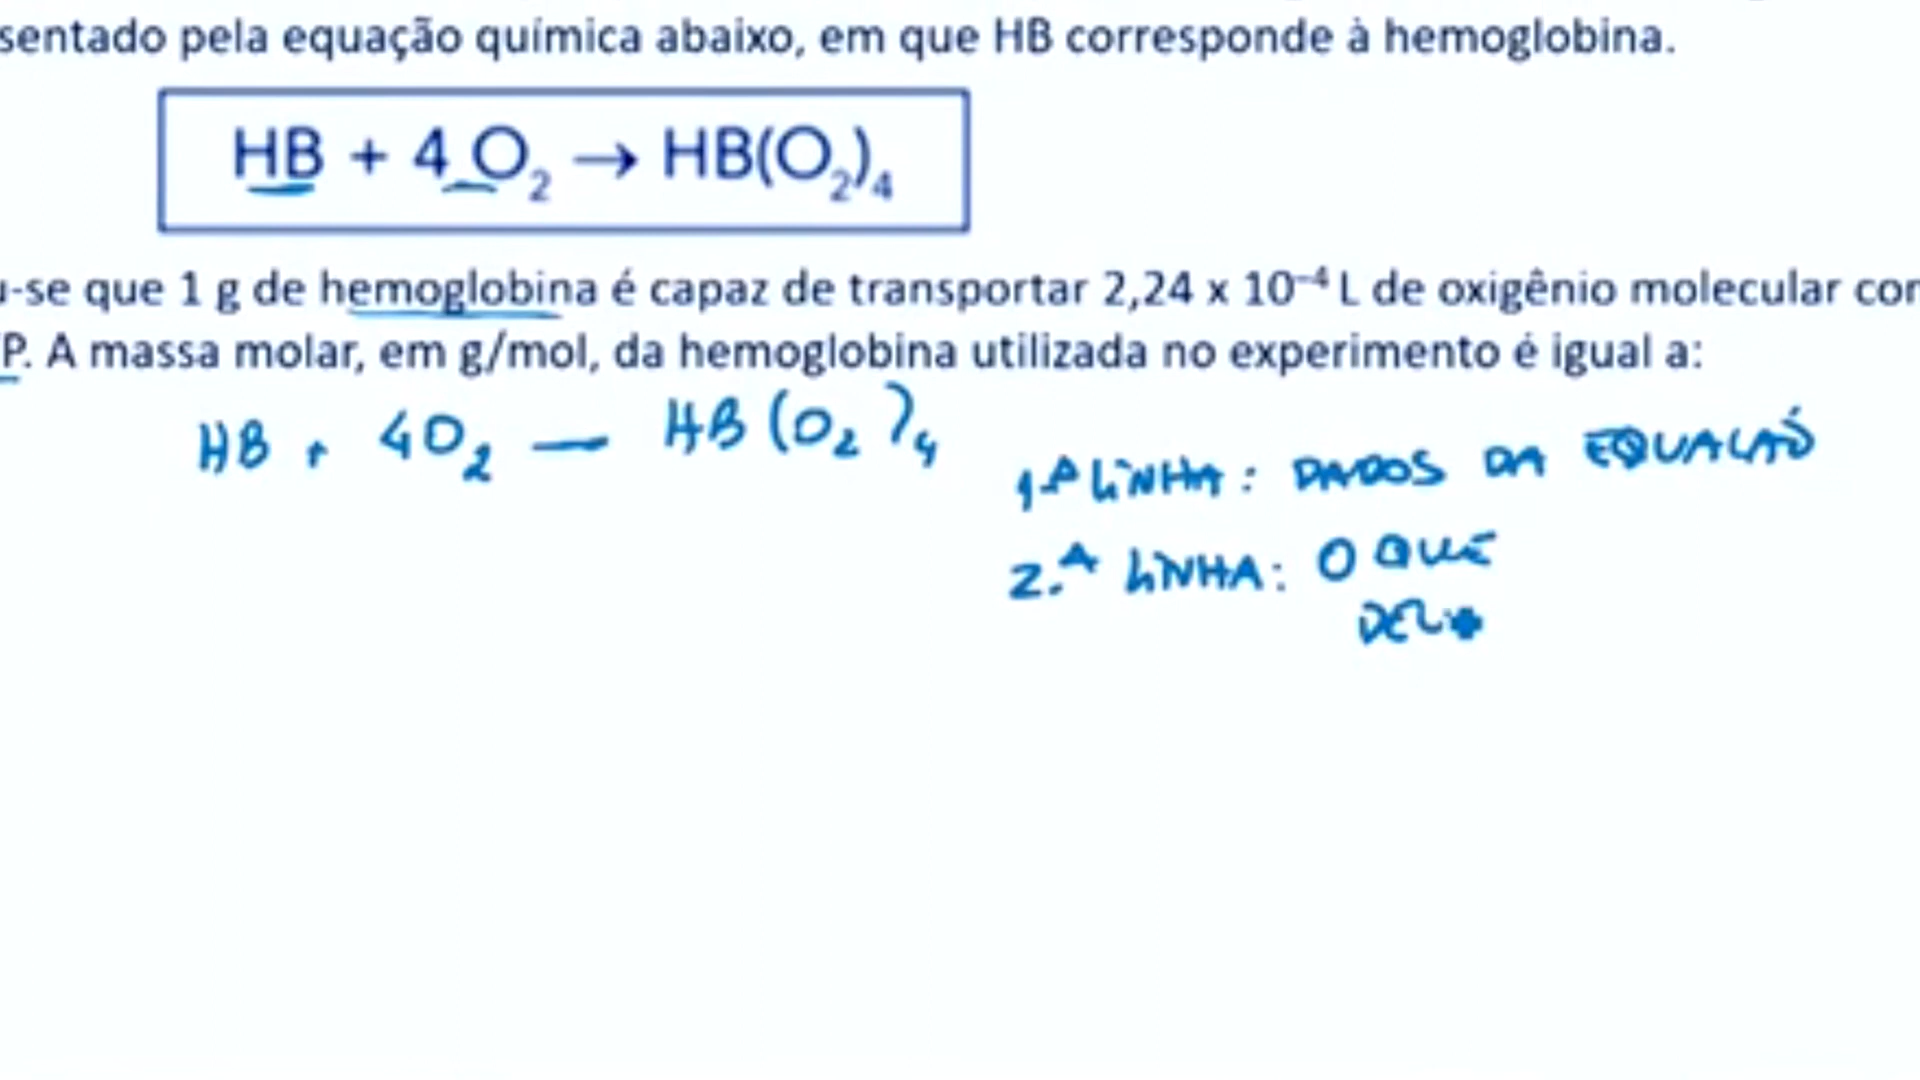 sentado pela equação química abaixo, em que HB corresponde à hemoglobina.
HB + 4 O₂ → HB(O₂)₄
-se que 1 g de hemoglobina é capaz de transportar 2,24 x 10⁻⁴ L de oxigênio molecular con
P. A massa molar, em g/mol, da hemoglobina utilizada no experimento é igual a:
HB + 4O₂ — HB (O₂)₄
1.ª LINHA: DADOS DA EQUAÇÃO
2.ª LINHA: O QUE